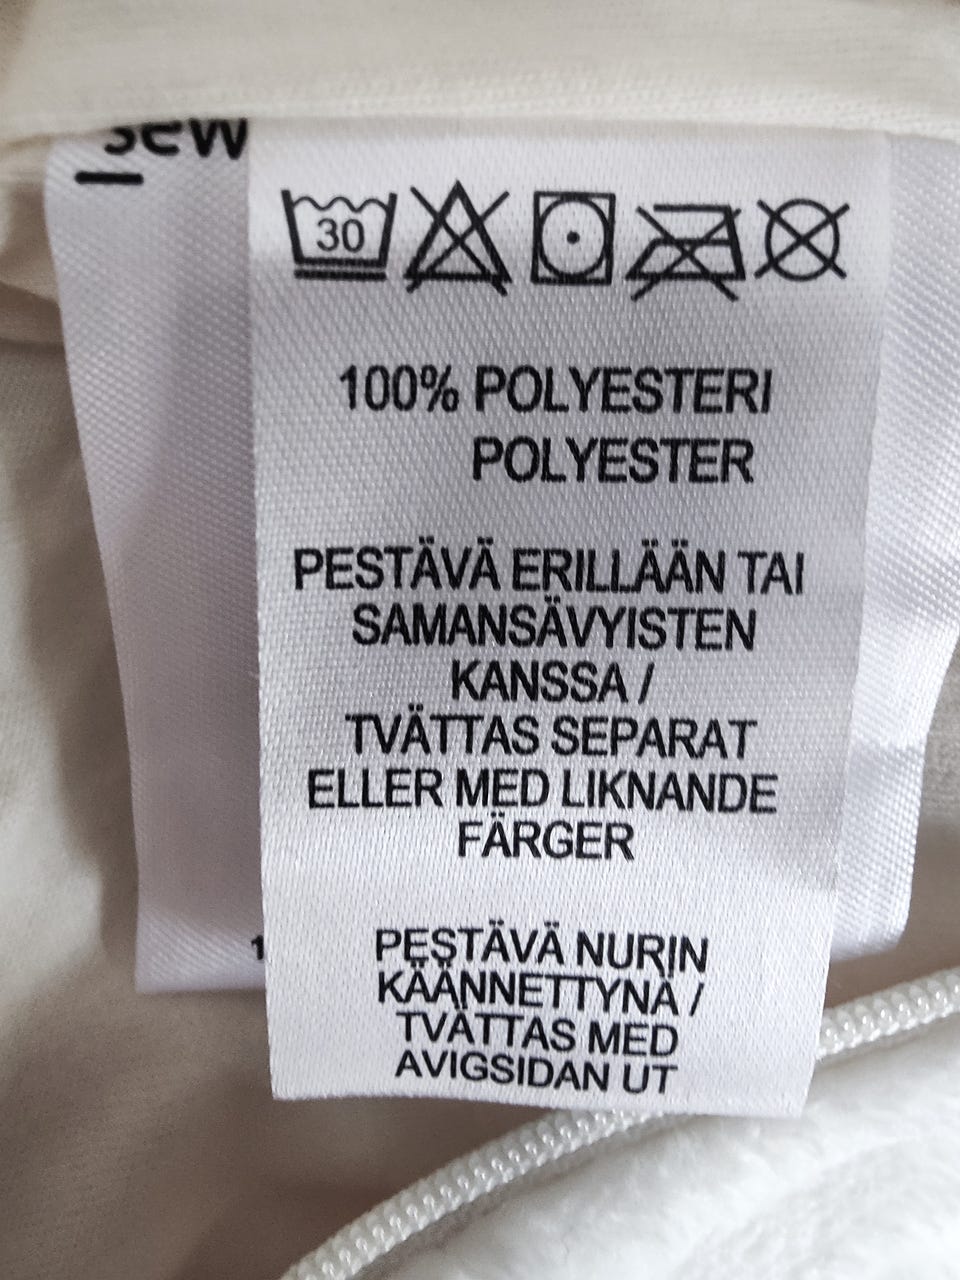 sew
30
100% POLYESTERI
POLYESTER
PESTÄVÄ ERILLÄÄN TAI
SAMANSÄVYISTEN
KANSSA /
TVÄTTAS SEPARAT
ELLER MED LIKNANDE
FÄRGER
PESTÄVÄ NURIN
KÄÄNNETTYNÄ /
TVÄTTAS MED
AVIGSIDAN UT